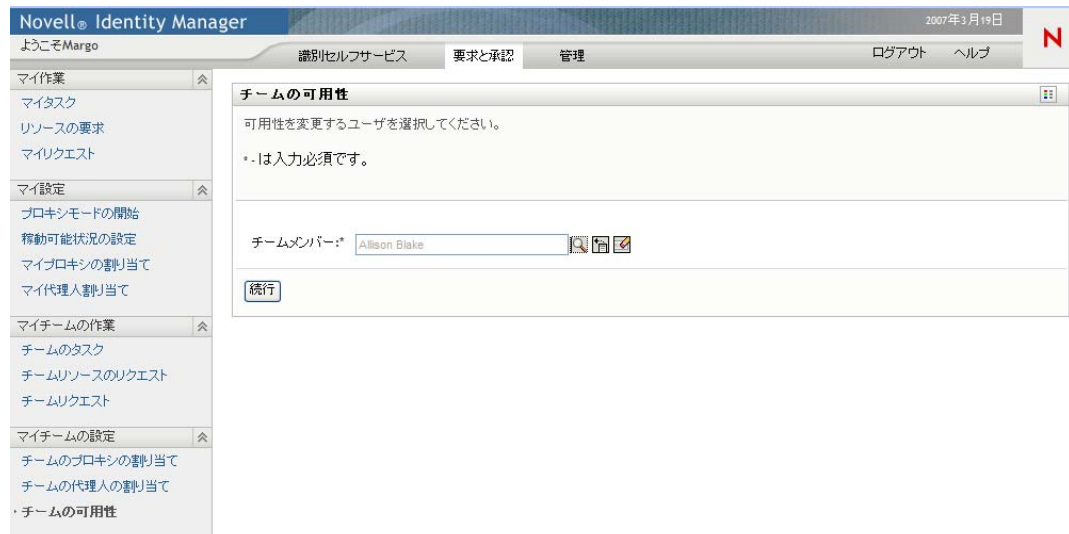 Novell® Identity Manager
2007年3月19日
ようこそMargo
識別セルフサービス 要求と承認 管理 ログアウト ヘルプ
N
マイ作業
マイタスク
リソースの要求
マイリクエスト
マイ設定
プロキシモードの開始
稼動可能状況の設定
マイプロキシの割り当て
マイ代理人割り当て
マイチームの作業
チームのタスク
チームリソースのリクエスト
チームリクエスト
マイチームの設定
チームのプロキシの割り当て
チームの代理人の割り当て
・チームの可用性
チームの可用性
可用性を変更するユーザを選択してください。
* - は入力必須です。
チームメンバー:* Allison Blake
続行